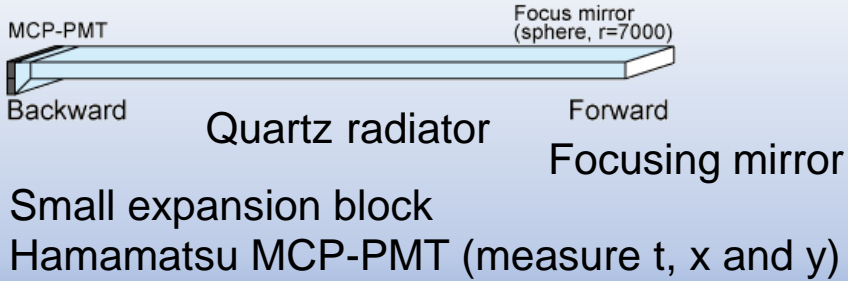 MCP-PMT
Focus mirror
(sphere, r=7000)
Backward
Forward
Quartz radiator
Focusing mirror
Small expansion block
Hamamatsu MCP-PMT (measure t, x and y)